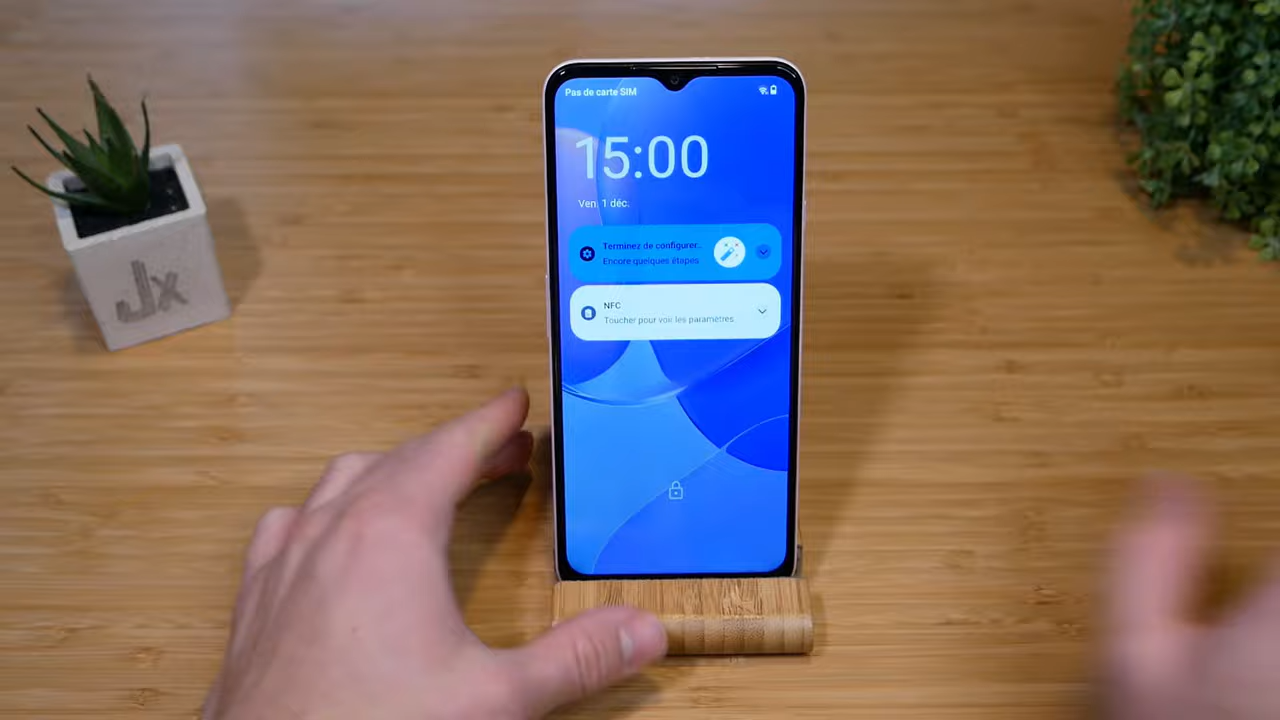 Pas de carte SIM
15:00
Ven. 1 déc.
Terminez de configurer..
Encore quelques étapes
NFC
Toucher pour voir les paramètres.
Jx